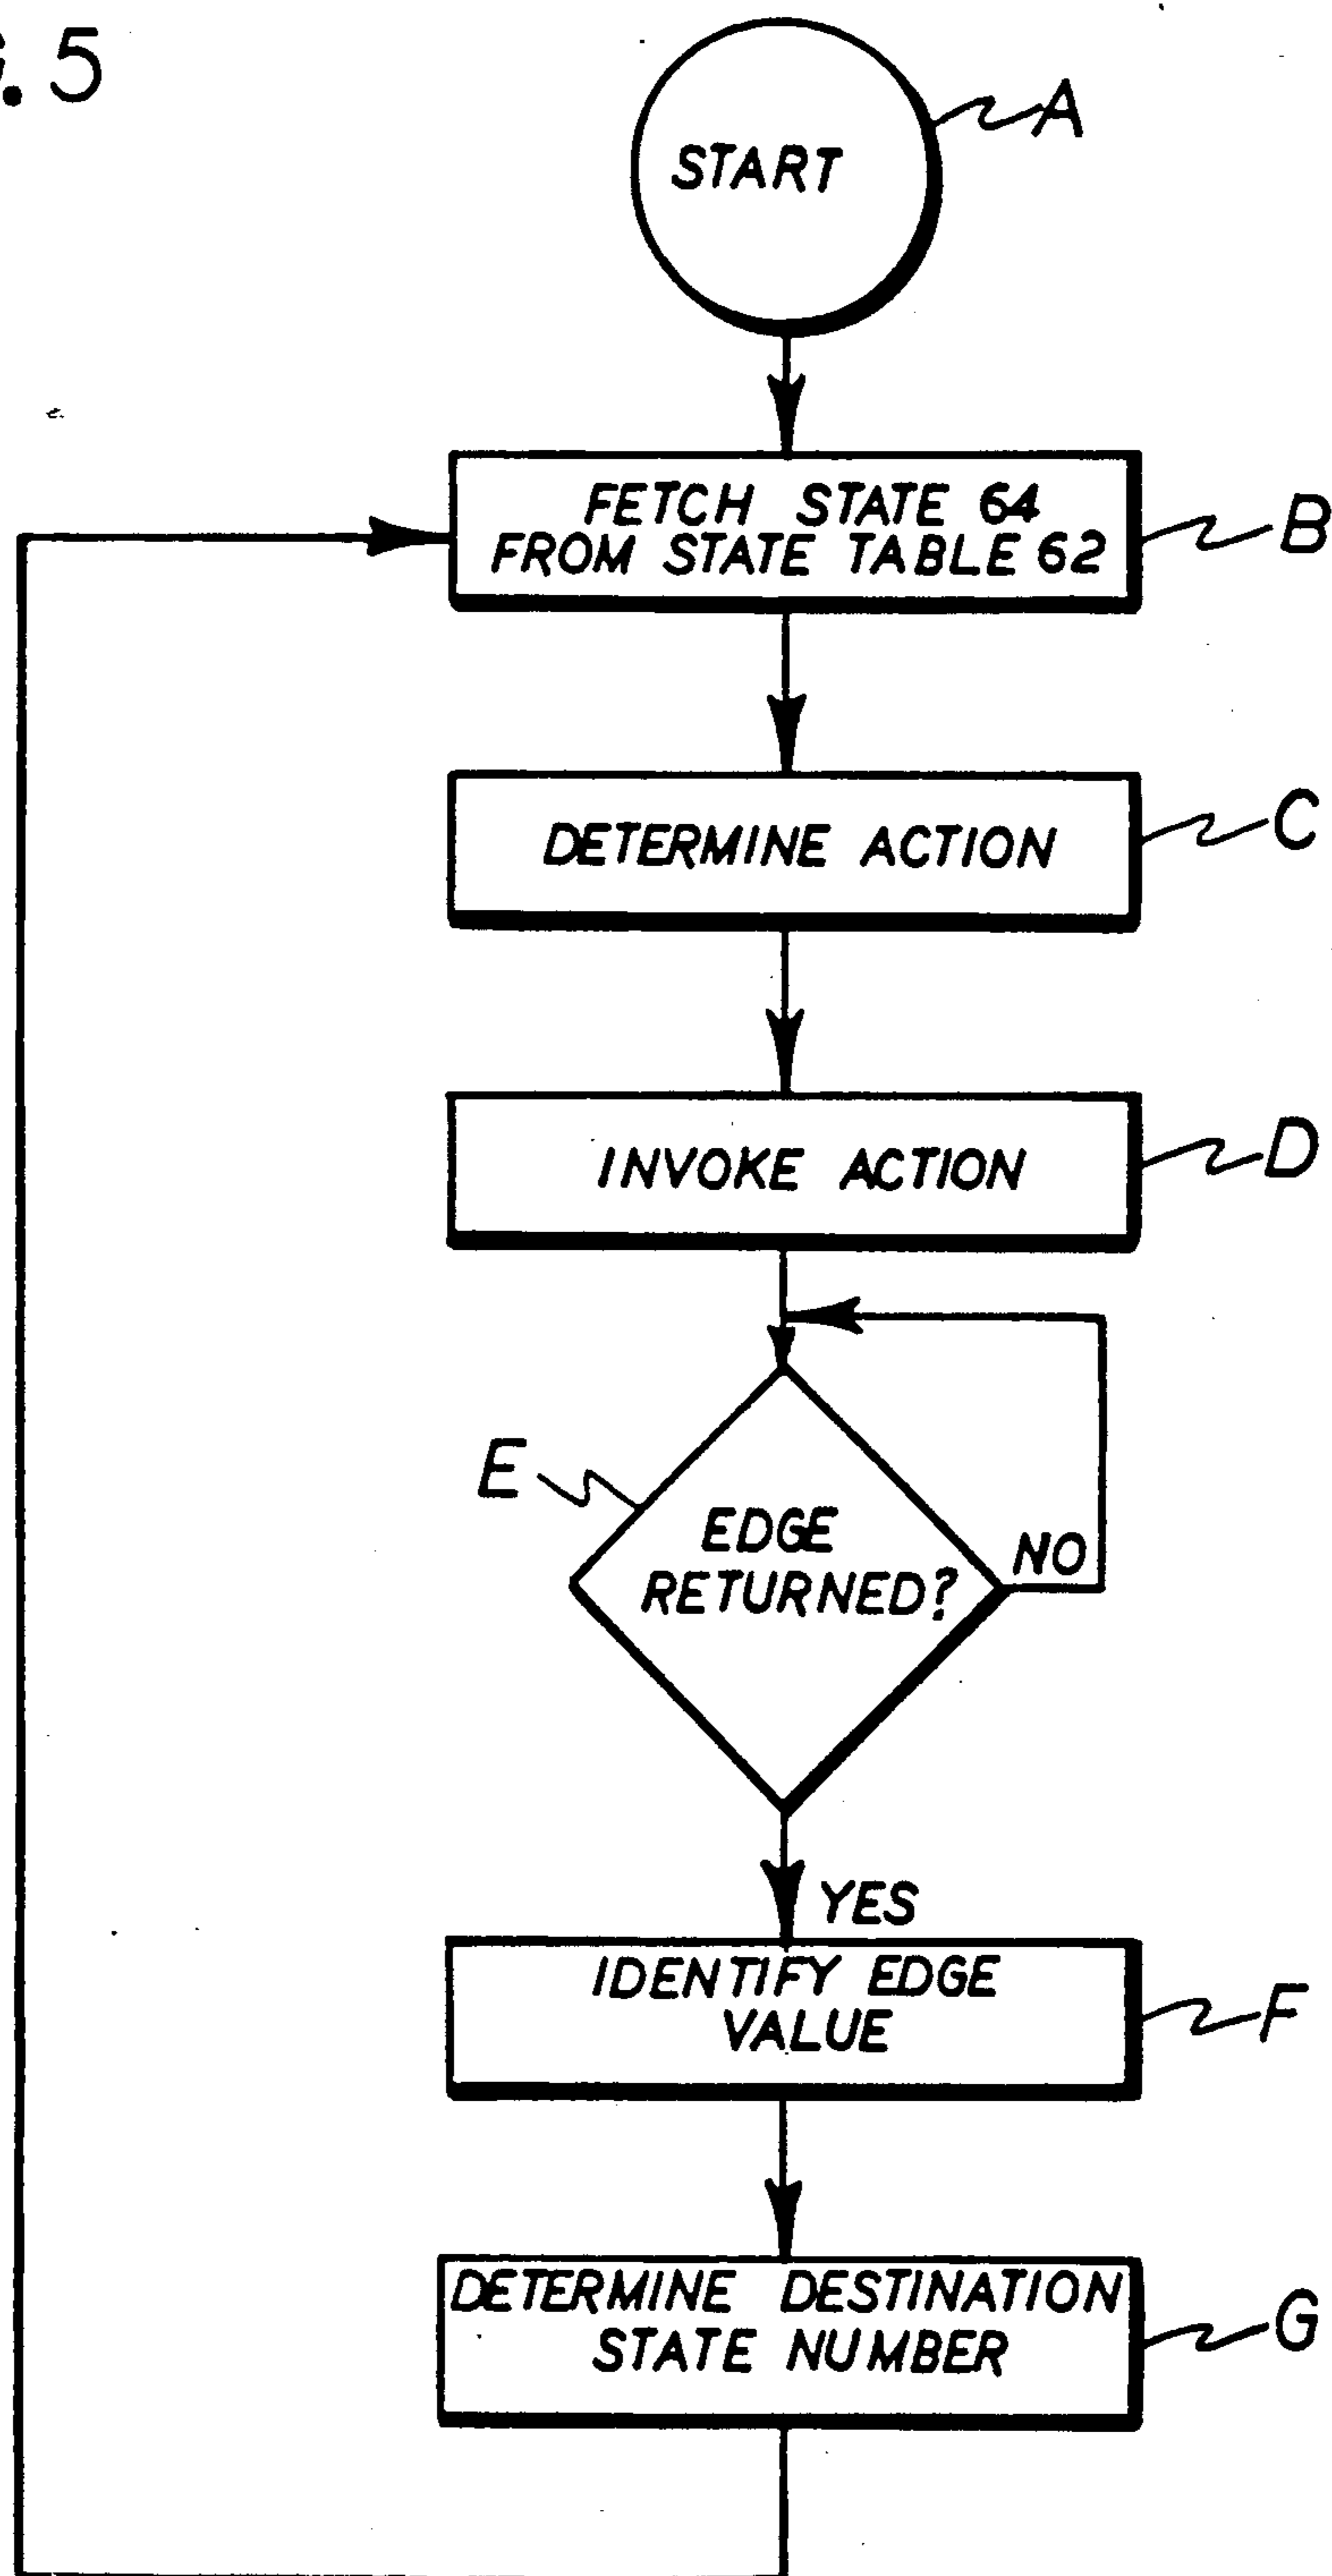 . 5
START
A
FETCH STATE 64
FROM STATE TABLE 62
B
DETERMINE ACTION
C
INVOKE ACTION
D
E
EDGE
RETURNED?
NO
YES
IDENTIFY EDGE
VALUE
F
DETERMINE DESTINATION
STATE NUMBER
G